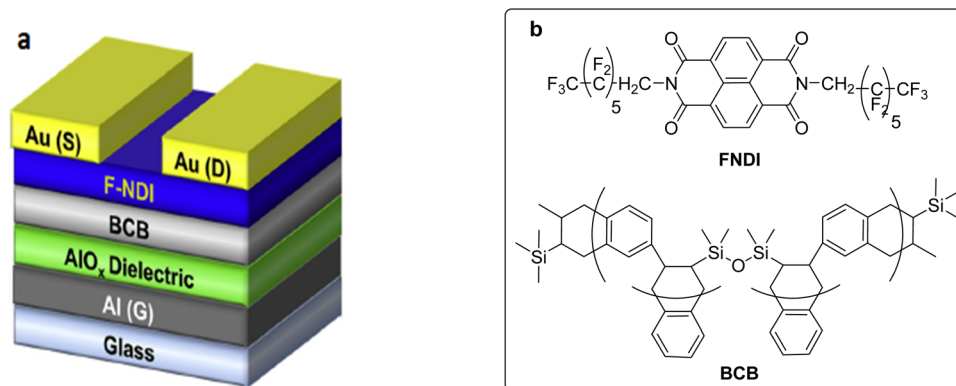 a
Au (S)
Au (D)
F-NDI
BCB
AlOₓ Dielectric
Al (G)
Glass
b
O O
F₂
F₃C (C)₅ H₂C N N CH₂ (C F₂)₅ CF₃
O O
FNDI
Si
Si O Si
Si
BCB